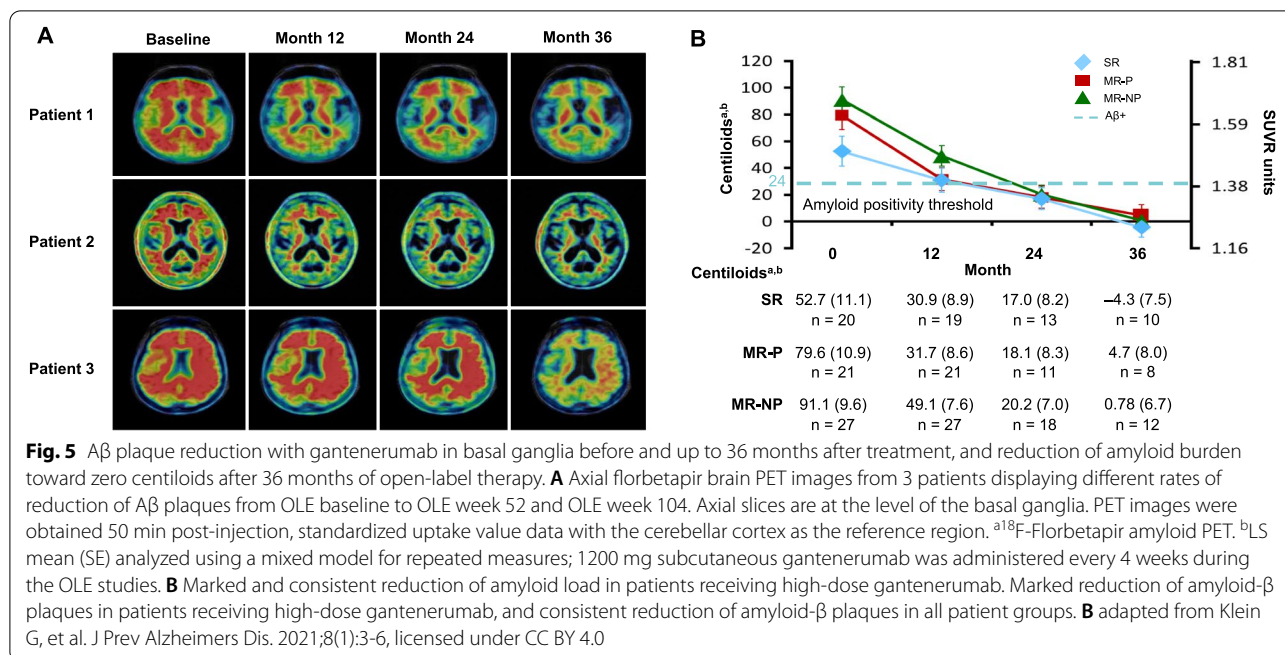 A
Baseline Month 12 Month 24 Month 36
Patient 1
Patient 2
Patient 3
B
SR
MR-P
MR-NP
Aβ+
120
100
80
60
40
24
20
0
-20
Centiloidsᵃ,ᵇ
1.81
1.59
1.38
1.16
SUVR units
Amyloid positivity threshold
0 12 24 36
Month
Centiloidsᵃ,ᵇ
SR 52.7 (11.1) 30.9 (8.9) 17.0 (8.2) –4.3 (7.5)
n = 20 n = 19 n = 13 n = 10
MR-P 79.6 (10.9) 31.7 (8.6) 18.1 (8.3) 4.7 (8.0)
n = 21 n = 21 n = 11 n = 8
MR-NP 91.1 (9.6) 49.1 (7.6) 20.2 (7.0) 0.78 (6.7)
n = 27 n = 27 n = 18 n = 12
Fig. 5 Aβ plaque reduction with gantenerumab in basal ganglia before and up to 36 months after treatment, and reduction of amyloid burden
toward zero centiloids after 36 months of open-label therapy. A Axial florbetapir brain PET images from 3 patients displaying different rates of
reduction of Aβ plaques from OLE baseline to OLE week 52 and OLE week 104. Axial slices are at the level of the basal ganglia. PET images were
obtained 50 min post-injection, standardized uptake value data with the cerebellar cortex as the reference region. ᵃ¹⁸F-Florbetapir amyloid PET. ᵇLS
mean (SE) analyzed using a mixed model for repeated measures; 1200 mg subcutaneous gantenerumab was administered every 4 weeks during
the OLE studies. B Marked and consistent reduction of amyloid load in patients receiving high-dose gantenerumab. Marked reduction of amyloid-β
plaques in patients receiving high-dose gantenerumab, and consistent reduction of amyloid-β plaques in all patient groups. B adapted from Klein
G, et al. J Prev Alzheimers Dis. 2021;8(1):3-6, licensed under CC BY 4.0